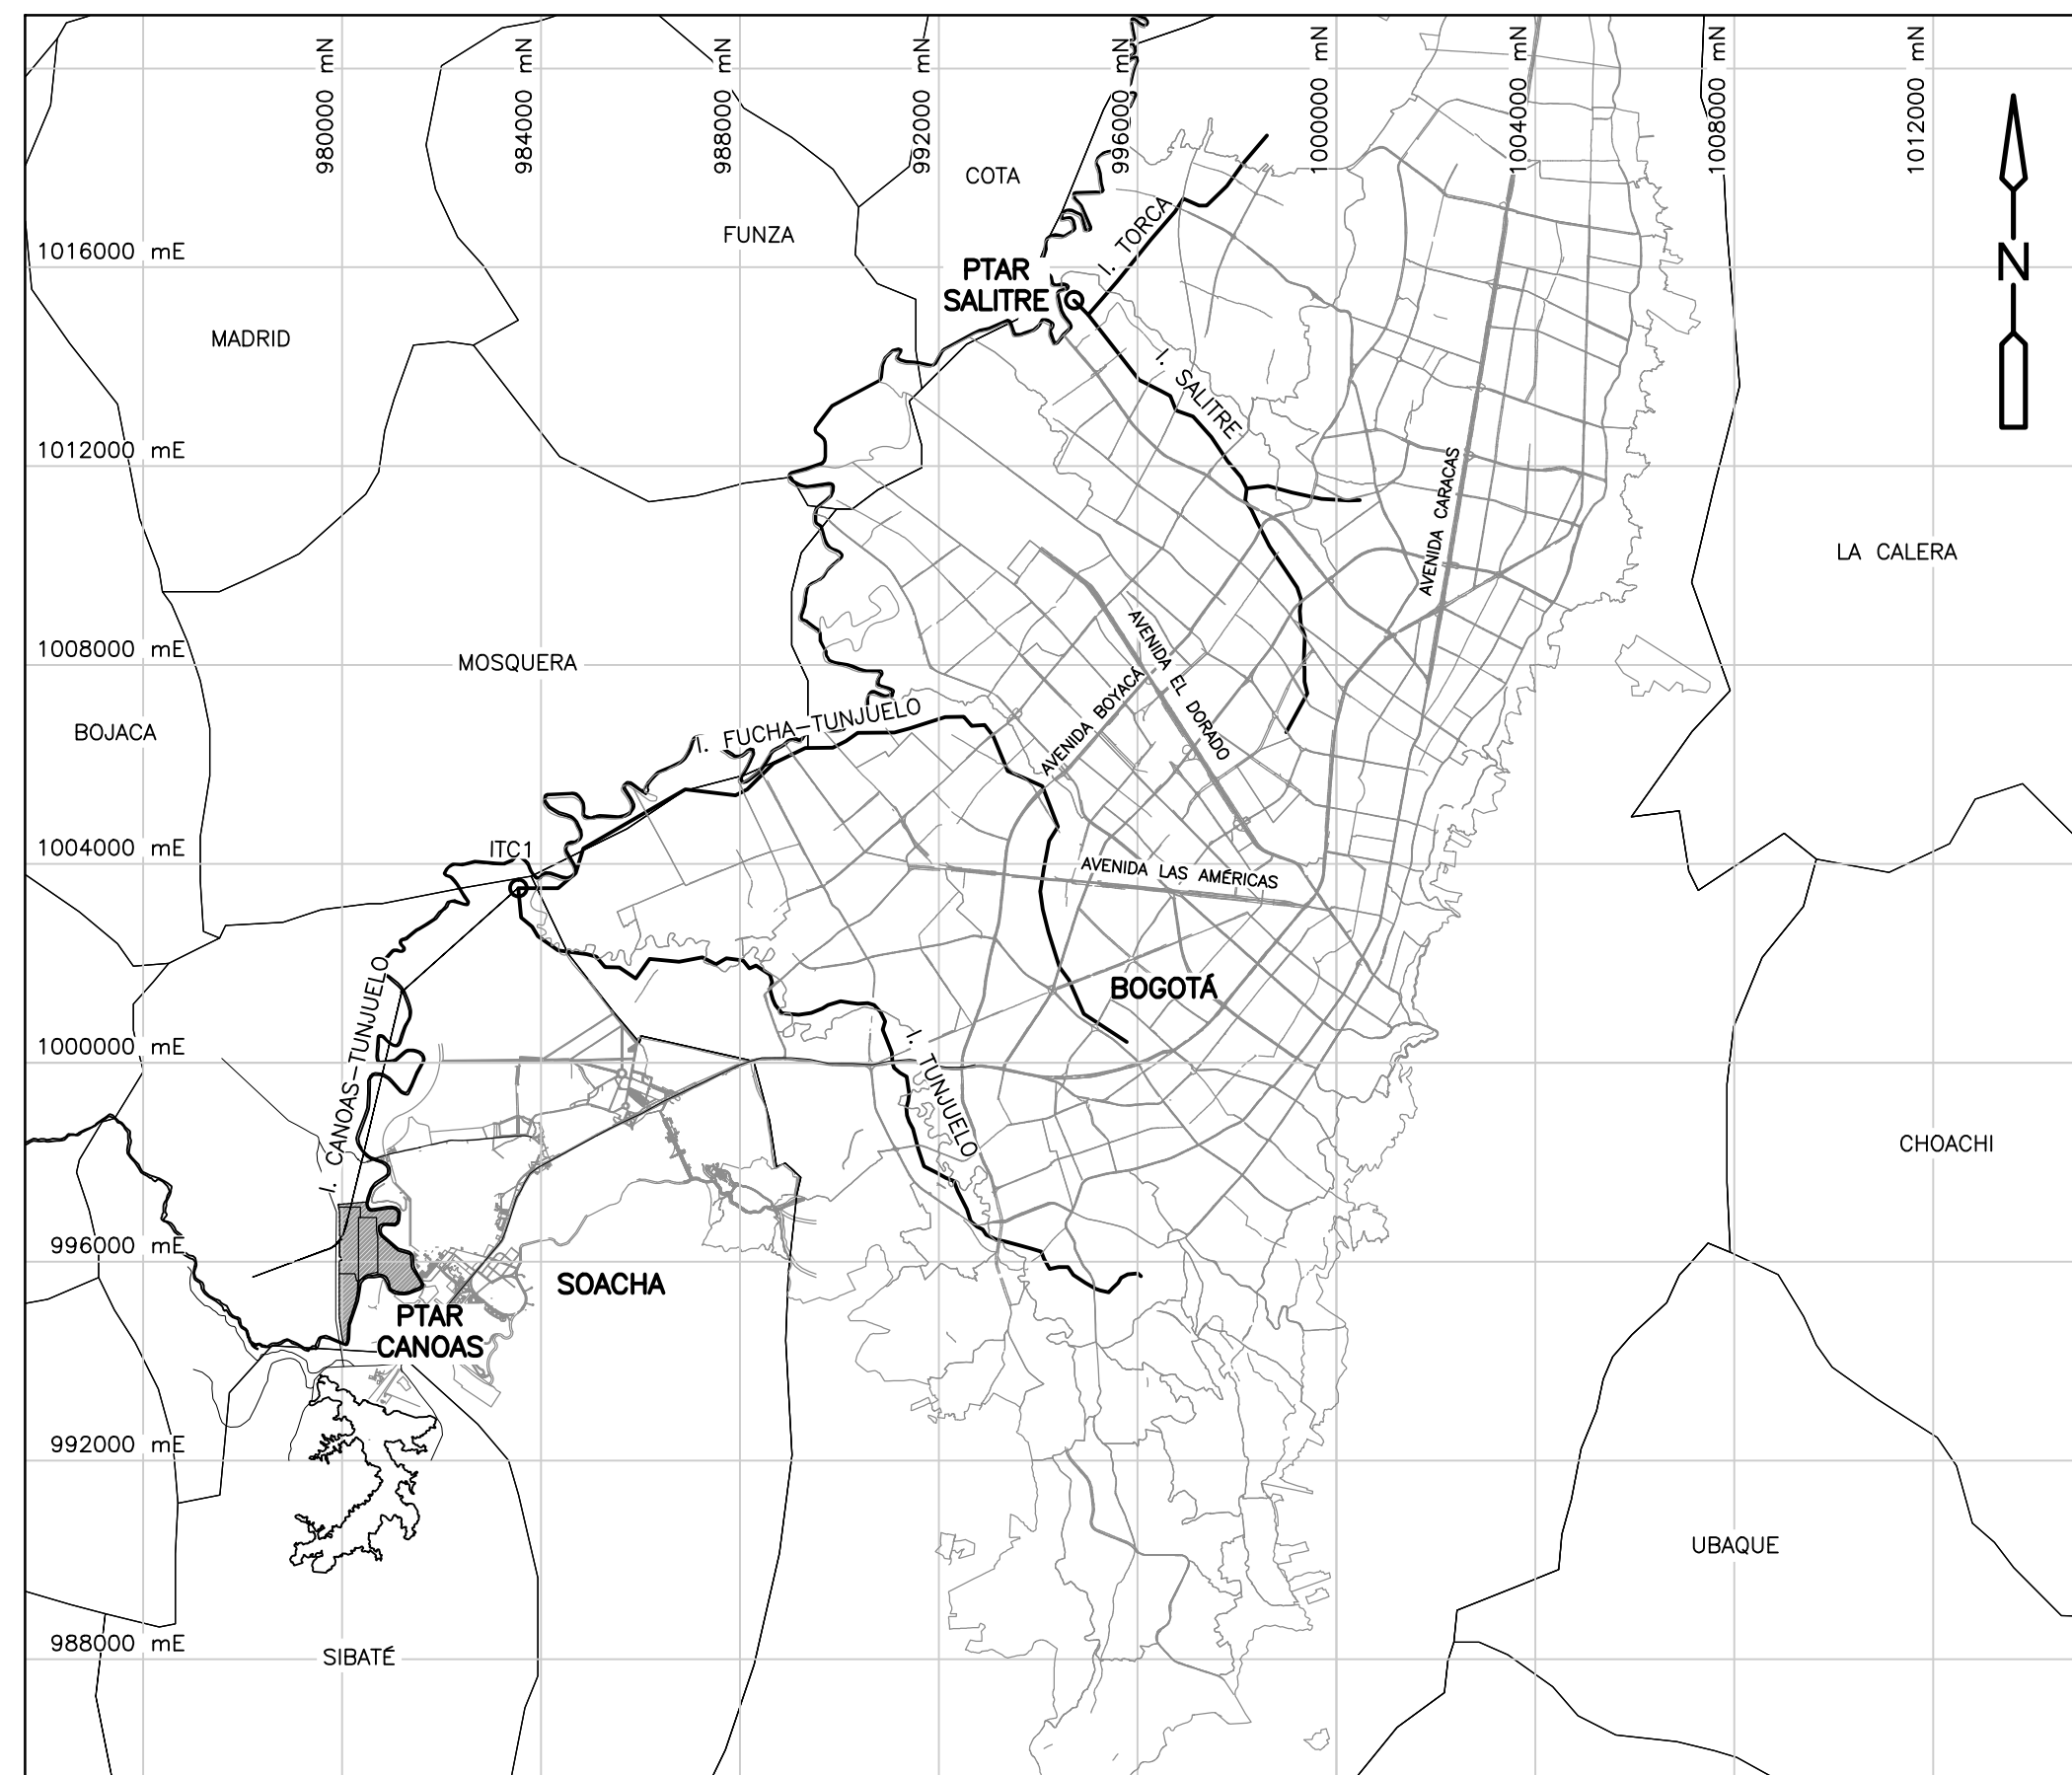 980000 mN
984000 mN
988000 mN
992000 mN
996000 mN
1000000 mN
1004000 mN
1008000 mN
1012000 mN
COTA
FUNZA
I. TORCA
1016000 mE
PTAR
SALITRE
N
MADRID
I. SALITRE
1012000 mE
AVENIDA CARACAS
LA CALERA
1008000 mE
MOSQUERA
AVENIDA EL DORADO
AVENIDA BOYACÁ
BOJACA
I. FUCHA-TUNJUELO
1004000 mE
ITC1
AVENIDA LAS AMÉRICAS
BOGOTÁ
I. CANOAS-TUNJUELO
1000000 mE
I. TUNJUELO
CHOACHI
996000 mE
SOACHA
PTAR
CANOAS
992000 mE
UBAQUE
988000 mE
SIBATÉ